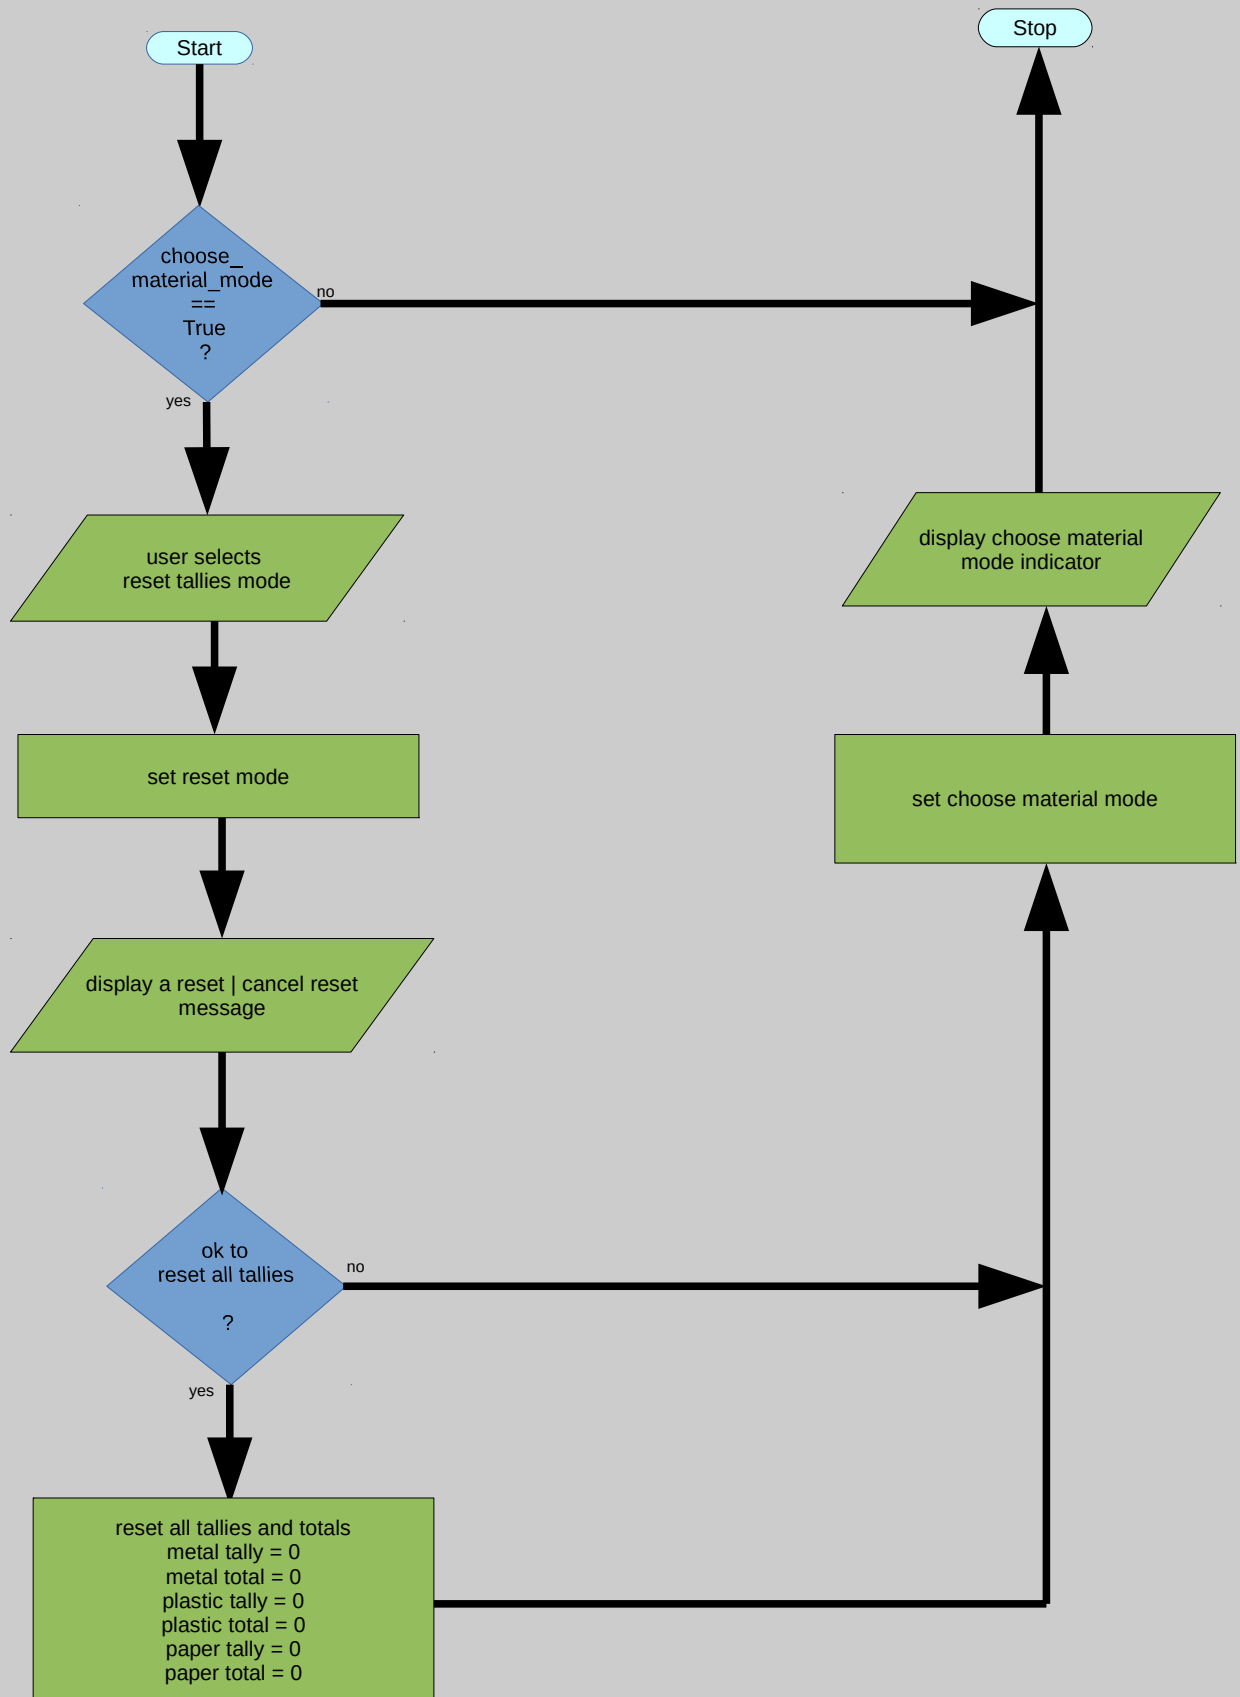 Start
Stop
choose_
material_mode
==
True
?
no
yes
user selects
reset tallies mode
display choose material
mode indicator
set reset mode
set choose material mode
display a reset | cancel reset
message
ok to
reset all tallies
?
no
yes
reset all tallies and totals
metal tally = 0
metal total = 0
plastic tally = 0
plastic total = 0
paper tally = 0
paper total = 0